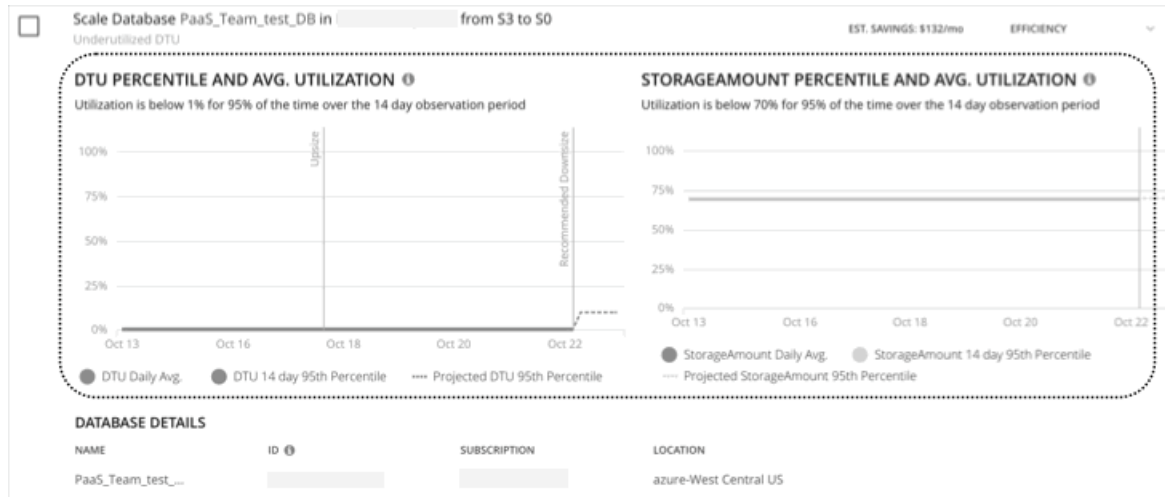 Scale Database PaaS_Team_test_DB in from S3 to S0
EST. SAVINGS: $132/mo EFFICIENCY
Underutilized DTU
DTU PERCENTILE AND AVG. UTILIZATION
Utilization is below 1% for 95% of the time over the 14 day observation period
100%
75%
50%
25%
0%
Upsize
Recommended Downsize
Oct 13 Oct 16 Oct 18 Oct 20 Oct 22
DTU Daily Avg. DTU 14 day 95th Percentile Projected DTU 95th Percentile
STORAGEAMOUNT PERCENTILE AND AVG. UTILIZATION
Utilization is below 70% for 95% of the time over the 14 day observation period
100%
75%
50%
25%
0%
Oct 13 Oct 16 Oct 18 Oct 20 Oct 22
StorageAmount Daily Avg. StorageAmount 14 day 95th Percentile
Projected StorageAmount 95th Percentile
DATABASE DETAILS
NAME ID SUBSCRIPTION LOCATION
PaaS_Team_test_... azure-West Central US